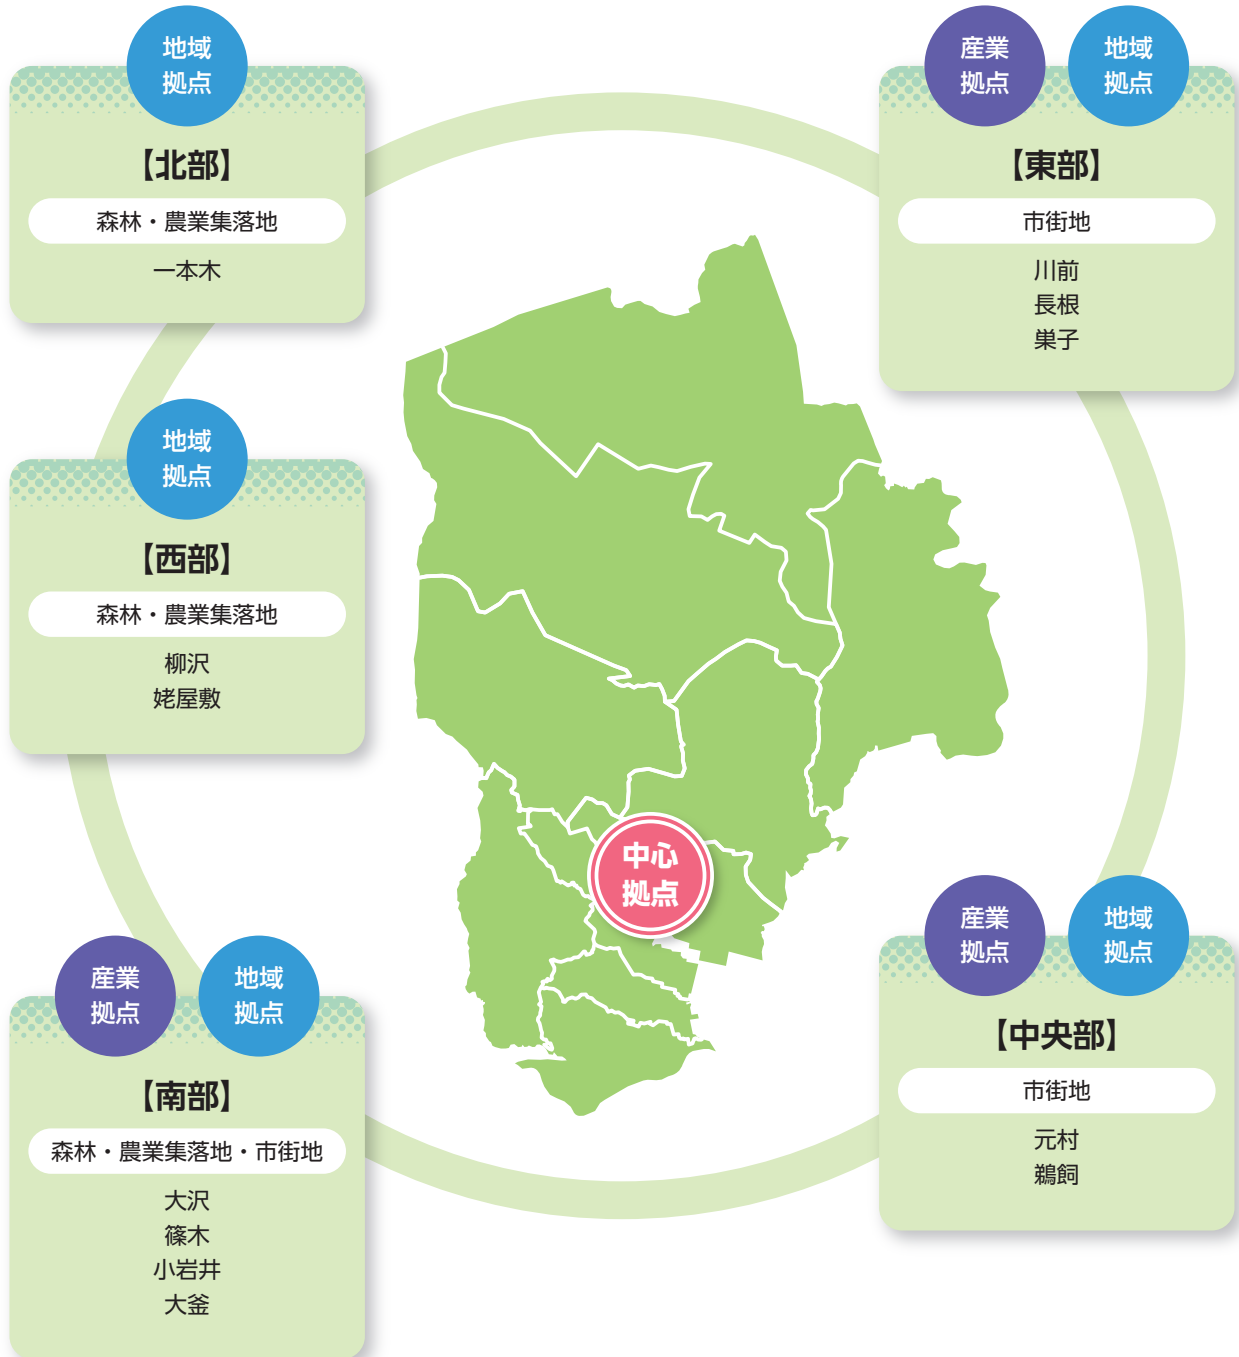 地域
拠点
【北部】
森林・農業集落地
一本木
産業
拠点
地域
拠点
【東部】
市街地
川前
長根
巣子
地域
拠点
【西部】
森林・農業集落地
柳沢
姥屋敷
中心
拠点
産業
拠点
地域
拠点
【南部】
森林・農業集落地・市街地
大沢
篠木
小岩井
大釜
産業
拠点
地域
拠点
【中央部】
市街地
元村
鵜飼